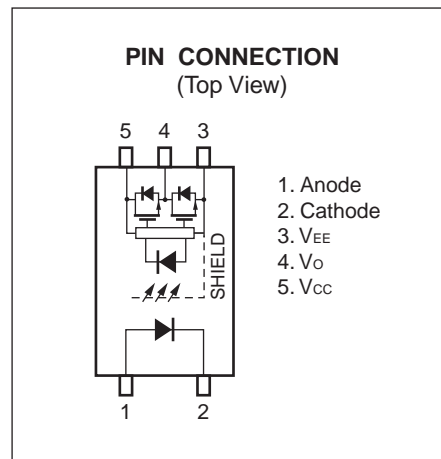 PIN CONNECTION
(Top View)
5 4 3
1. Anode
2. Cathode
3. VEE
4. VO
5. VCC
SHIELD
1 2